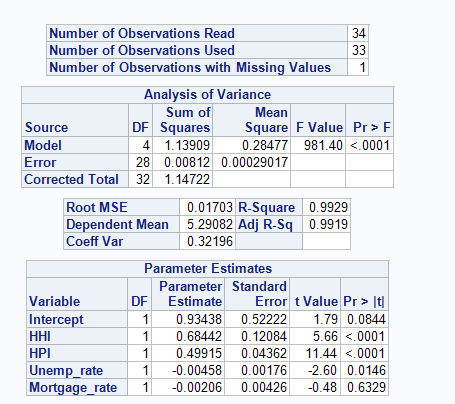 Number of Observations Read 34
Number of Observations Used 33
Number of Observations with Missing Values 1
Analysis of Variance
Source DF Sum of Squares Mean Square F Value Pr > F
Model 4 1.13909 0.28477 981.40 <.0001
Error 28 0.00812 0.00029017
Corrected Total 32 1.14722
Root MSE 0.01703 R-Square 0.9929
Dependent Mean 5.29082 Adj R-Sq 0.9919
Coeff Var 0.32196
Parameter Estimates
Variable DF Parameter Estimate Standard Error t Value Pr > |t|
Intercept 1 0.93438 0.52222 1.79 0.0844
HHI 1 0.68442 0.12084 5.66 <.0001
HPI 1 0.49915 0.04362 11.44 <.0001
Unemp_rate 1 -0.00458 0.00176 -2.60 0.0146
Mortgage_rate 1 -0.00206 0.00426 -0.48 0.6329